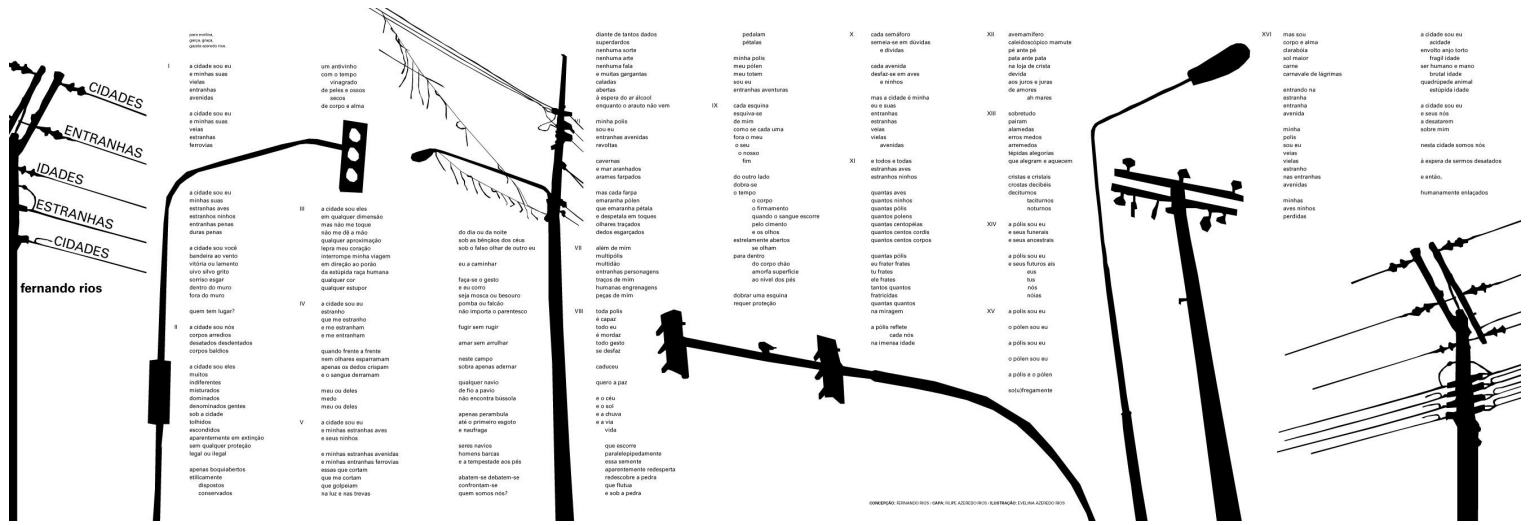 CIDADES
ENTRANHAS
IDADES
ESTRANHAS
CIDADES
fernando rios
para evelina,
garça, graça,
gazela azeredo rios
I
a cidade sou eu
e minhas suas
vielas
entranhas
avenidas
a cidade sou eu
e minhas suas
veias
estranhas
ferrovias
a cidade sou eu
minhas suas
estranhas aves
estranhos ninhos
entranhas penas
duras penas
a cidade sou você
bandeira ao vento
vitória ou lamento
uivo silvo grito
sorriso esgar
dentro do muro
fora do muro
quem tem lugar?
II
a cidade sou nós
corpos arredios
desatados desdentados
corpos baldios
a cidade sou eles
muitos
indiferentes
misturados
dominados
denominados gentes
sob a cidade
tolhidos
escondidos
aparentemente em extinção
sem qualquer proteção
legal ou ilegal
apenas boquiabertos
etilicamente
dispostos
conservados
um antivinho
com o tempo
vinagrado
de peles e ossos
secos
de corpo e alma
III
a cidade sou eles
em qualquer dimensão
mas não me toque
não me dê a mão
qualquer aproximação
lepra meu coração
interrompe minha viagem
em direção ao porão
da estúpida raça humana
qualquer cor
qualquer estupor
IV
a cidade sou eu
estranho
que me estranho
e me estranham
e me entranham
quando frente a frente
nem olhares esparramam
apenas os dedos crispam
e o sangue derramam
meu ou deles
medo
meu ou deles
V
a cidade sou eu
e minhas estranhas aves
e seus ninhos
e minhas estranhas avenidas
e minhas entranhas ferrovias
essas que cortam
que me cortam
que golpeiam
na luz e nas trevas
do dia ou da noite
sob as bênçãos dos céus
sob o falso olhar de outro eu
eu a caminhar
faça-se o gesto
e eu corro
seja mosca ou besouro
pomba ou falcão
não importa o parentesco
fugir sem rugir
amar sem arrulhar
neste campo
sobra apenas adernar
qualquer navio
de fio a pavio
não encontra bússola
apenas perambula
até o primeiro esgoto
e naufraga
seres navios
homens barcas
e a tempestade aos pés
abatem-se debatem-se
confrontam-se
quem somos nós?
diante de tantos dados
superdardos
nenhuma sorte
nenhuma arte
nenhuma fala
e muitas gargantas
caladas
abertas
à espera do ar álcool
enquanto o arauto não vem
VI
minha polis
sou eu
entranhas avenidas
revoltas
cavernas
e mar aranhados
arames farpados
mas cada farpa
emaranha pólen
que emaranha pétala
e despetala em toques
olhares traçados
dedos esgarçados
VII
além de mim
multipólis
multidão
entranhas personagens
traços de mim
humanas engrenagens
peças de mim
VIII
toda polis
é capaz
todo eu
é mordaz
todo gesto
se desfaz
caduceu
quero a paz
e o céu
e o sol
e a chuva
e a via
vida
que escorre
paralelepipedamente
essa semente
aparentemente redesperta
redescobre a pedra
que flutua
e sob a pedra
pedalam
pétalas
minha polis
meu pólen
meu totem
sou eu
entranhas aventuras
IX
cada esquina
esquiva-se
de mim
como se cada uma
fora o meu
o seu
o nosso
fim
do outro lado
dobra-se
o tempo
o corpo
o firmamento
quando o sangue escorre
pelo cimento
e os olhos
estrelamente abertos
se olham
para dentro
do corpo chão
amorfa superfície
ao nível dos pés
dobrar uma esquina
requer proteção
X
cada semáforo
semeia-se em dúvidas
e dívidas
cada avenida
desfaz-se em aves
e ninhos
mas a cidade é minha
eu e suas
entranhas
estranhas
veias
vielas
avenidas
XI
e todos e todas
estranhas aves
estranhos ninhos
quantas aves
quantos ninhos
quantas pólis
quantos polens
quantas centopéias
quantos centos cordis
quantos centos corpos
quantas pólis
eu frater frates
tu frates
ele frates
tantos quantos
fratricidas
quantas quantos
na miragem
a pólis reflete
cada nós
na imensa idade
XII
avemamífero
caleidoscópico mamute
pé ante pé
pata ante pata
na loja de crista
devida
aos juros e juras
de amores
ah mares
XIII
sobretudo
pairam
alamedas
erros medos
arremedos
tépidas alegorias
que alegram e aquecem
cristas e cristais
crostas decibéis
deciturnos
taciturnos
noturnos
XIV
a pólis sou eu
e seus funerais
e seus ancestrais
a pólis sou eu
e seus futuros ais
eus
tus
nós
nóias
XV
a pólis sou eu
o pólen sou eu
a pólis sou eu
o pólen sou eu
a pólis e o pólen
so(u)fregamente
XVI
mas sou
corpo e alma
clarabóia
sol maior
carne
carnavale de lágrimas
entrando na
estranha
entranha
avenida
minha
polis
sou eu
veias
vielas
estranho
nas entranhas
avenidas
minhas
aves ninhos
perdidas
a cidade sou eu
acidade
envolto anjo torto
fragil idade
ser humano e mano
brutal idade
quadrúpede animal
estúpida idade
a cidade sou eu
e seus nós
a desatarem
sobre mim
nesta cidade somos nós
à espera de sermos desatados
e então,
humanamente enlaçados
CONCEPÇÃO: FERNANDO RIOS · CAPA: FILIPE AZEREDO RIOS · ILUSTRAÇÃO: EVELINA AZEREDO RIOS